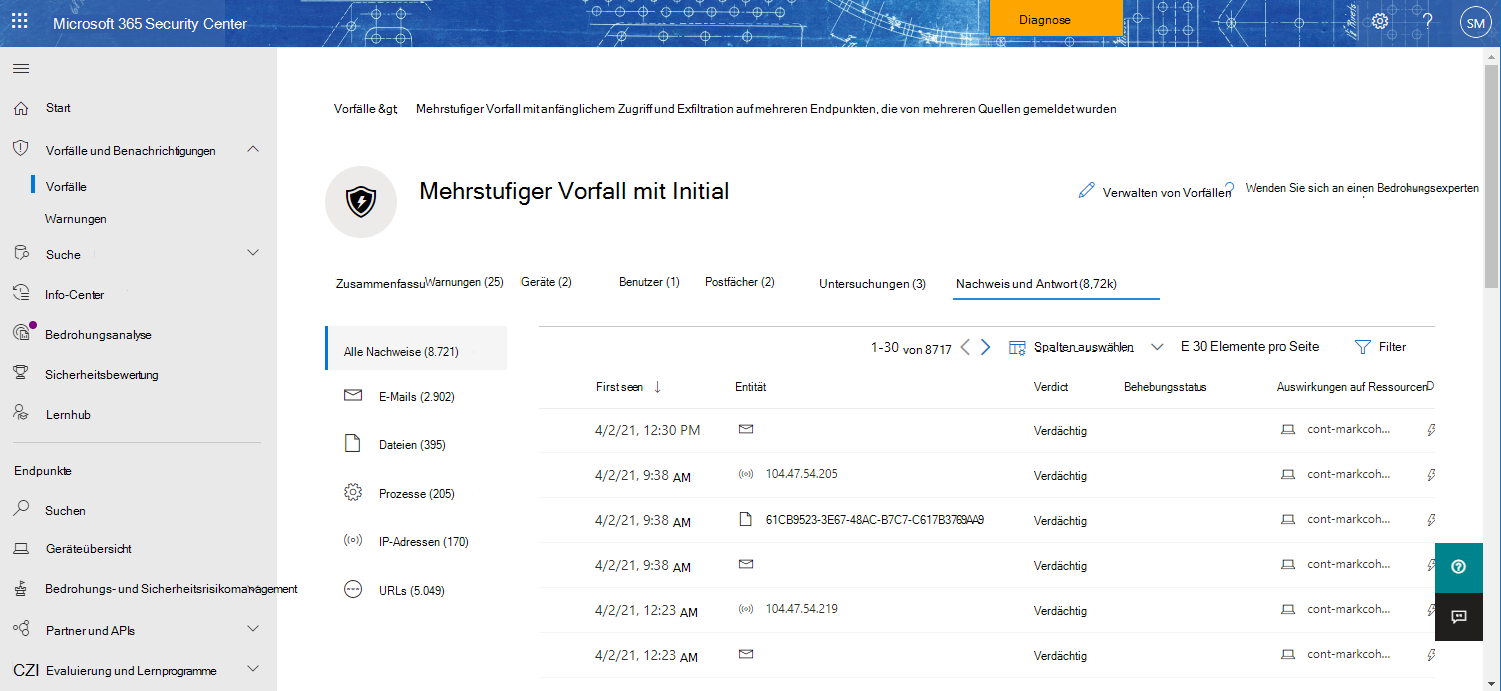 Microsoft 365 Security Center
Diagnose
?
SM
Start
Vorfälle und Benachrichtigungen
Vorfälle
Warnungen
Suche
Info-Center
Bedrohungsanalyse
Sicherheitsbewertung
Lernhub
Endpunkte
Suchen
Geräteübersicht
Bedrohungs- und Sicherheitsrisikomanagement
Partner und APIs
CZI Evaluierung und Lernprogramme
Vorfälle &gt; Mehrstufiger Vorfall mit anfänglichem Zugriff und Exfiltration auf mehreren Endpunkten, die von mehreren Quellen gemeldet wurden
Mehrstufiger Vorfall mit Initial
Verwalten von Vorfällen ? Wenden Sie sich an einen Bedrohungsexperten
Zusammenfassu Warnungen (25) Geräte (2) Benutzer (1) Postfächer (2) Untersuchungen (3) Nachweis und Antwort (8,72k)
Alle Nachweise (8.721)
E-Mails (2.902)
Dateien (395)
Prozesse (205)
IP-Adressen (170)
URLs (5.049)
1-30 von 8717 Spalten auswählen E 30 Elemente pro Seite Filter
First seen Entität Verdict Behebungsstatus Auswirkungen auf Ressourcen D
4/2/21, 12:30 PM Verdächtig cont-markcoh...
4/2/21, 9:38 AM 104.47.54.205 Verdächtig cont-markcoh...
4/2/21, 9:38 AM 61CB9523-3E67-48AC-B7C7-C617B3769AA9 Verdächtig cont-markcoh...
4/2/21, 9:38 AM Verdächtig cont-markcoh...
4/2/21, 12:23 AM 104.47.54.219 Verdächtig cont-markcoh...
4/2/21, 12:23 AM Verdächtig cont-markcoh...